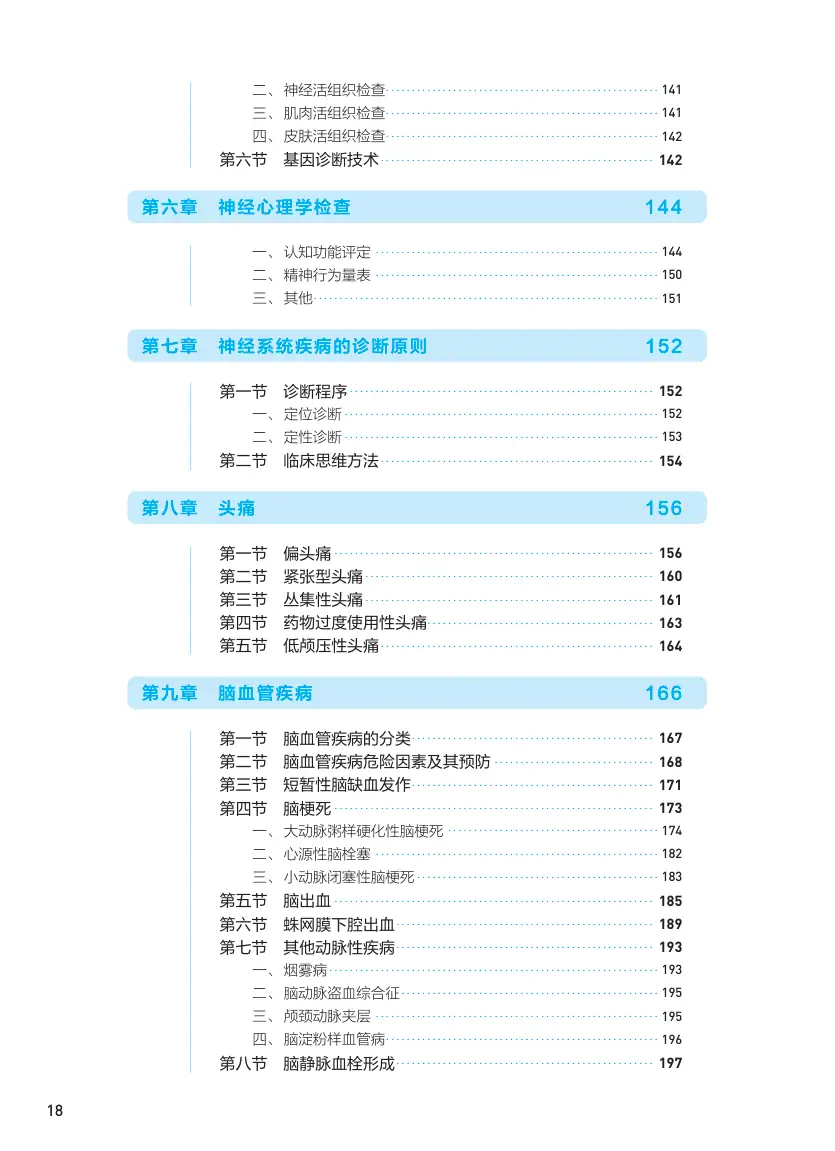 二、神经活组织检查 141
三、肌肉活组织检查 141
四、皮肤活组织检查 142
第六节 基因诊断技术 142
第六章 神经心理学检查 144
一、认知功能评定 144
二、精神行为量表 150
三、其他 151
第七章 神经系统疾病的诊断原则 152
第一节 诊断程序 152
一、定位诊断 152
二、定性诊断 153
第二节 临床思维方法 154
第八章 头痛 156
第一节 偏头痛 156
第二节 紧张型头痛 160
第三节 丛集性头痛 161
第四节 药物过度使用性头痛 163
第五节 低颅压性头痛 164
第九章 脑血管疾病 166
第一节 脑血管疾病的分类 167
第二节 脑血管疾病危险因素及其预防 168
第三节 短暂性脑缺血发作 171
第四节 脑梗死 173
一、大动脉粥样硬化性脑梗死 174
二、心源性脑栓塞 182
三、小动脉闭塞性脑梗死 183
第五节 脑出血 185
第六节 蛛网膜下腔出血 189
第七节 其他动脉性疾病 193
一、烟雾病 193
二、脑动脉盗血综合征 195
三、颅颈动脉夹层 195
四、脑淀粉样血管病 196
第八节 脑静脉血栓形成 197
18